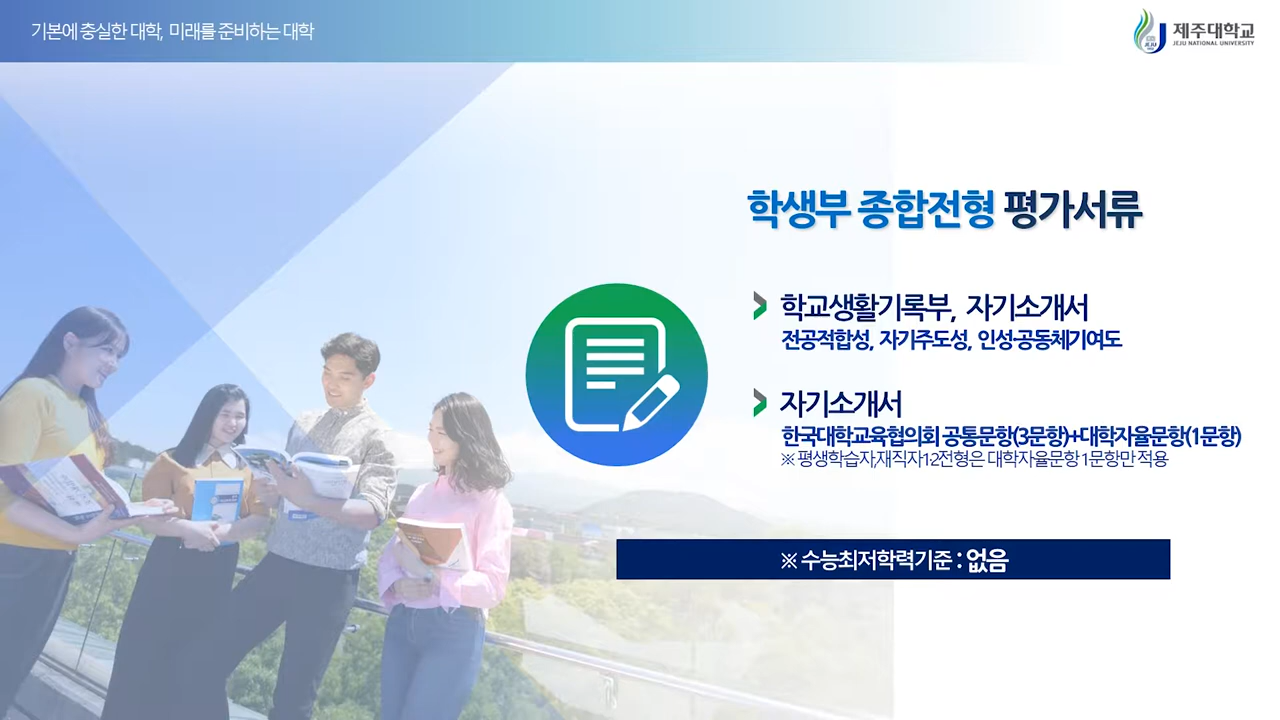 기본에 충실한 대학, 미래를 준비하는 대학
제주대학교
JEJU NATIONAL UNIVERSITY
JEJU
학생부 종합전형 평가서류
학교생활기록부, 자기소개서
전공적합성, 자기주도성, 인성·공동체기여도
자기소개서
한국대학교육협의회 공통문항(3문항)+대학자율문항(1문항)
※ 평생학습자,재직자12전형은 대학자율문항 1문항만 적용
※ 수능최저학력기준 : 없음